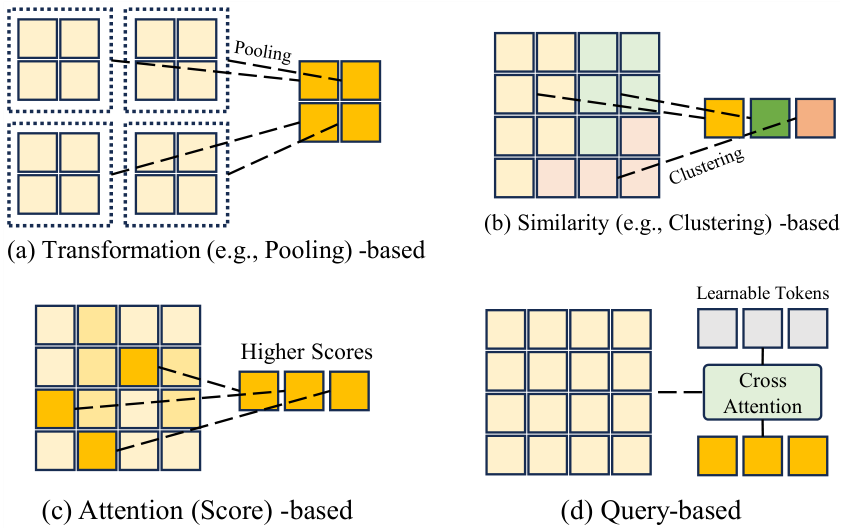 Pooling
(a) Transformation (e.g., Pooling) -based
Clustering
(b) Similarity (e.g., Clustering) -based
Higher Scores
(c) Attention (Score) -based
Learnable Tokens
Cross
Attention
(d) Query-based